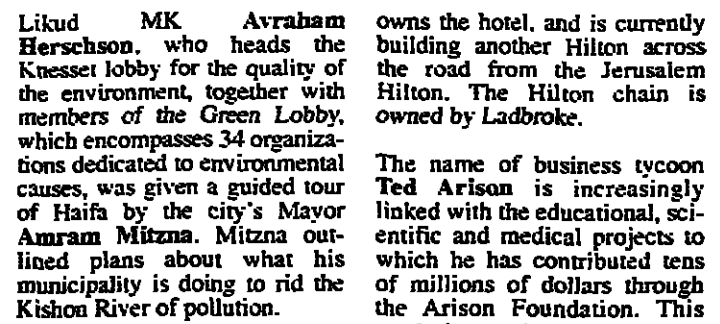 Likud MK Avraham
Herschson, who heads the
Knesset lobby for the quality of
the environment, together with
members of the Green Lobby,
which encompasses 34 organiza-
tions dedicated to environmental
causes, was given a guided tour
of Haifa by the city's Mayor
Amram Mitzna. Mitzna out-
lined plans about what his
municipality is doing to rid the
Kishon River of pollution.
owns the hotel, and is currently
building another Hilton across
the road from the Jerusalem
Hilton. The Hilton chain is
owned by Ladbroke.
The name of business tycoon
Ted Arison is increasingly
linked with the educational, sci-
entific and medical projects to
which he has contributed tens
of millions of dollars through
the Arison Foundation. This